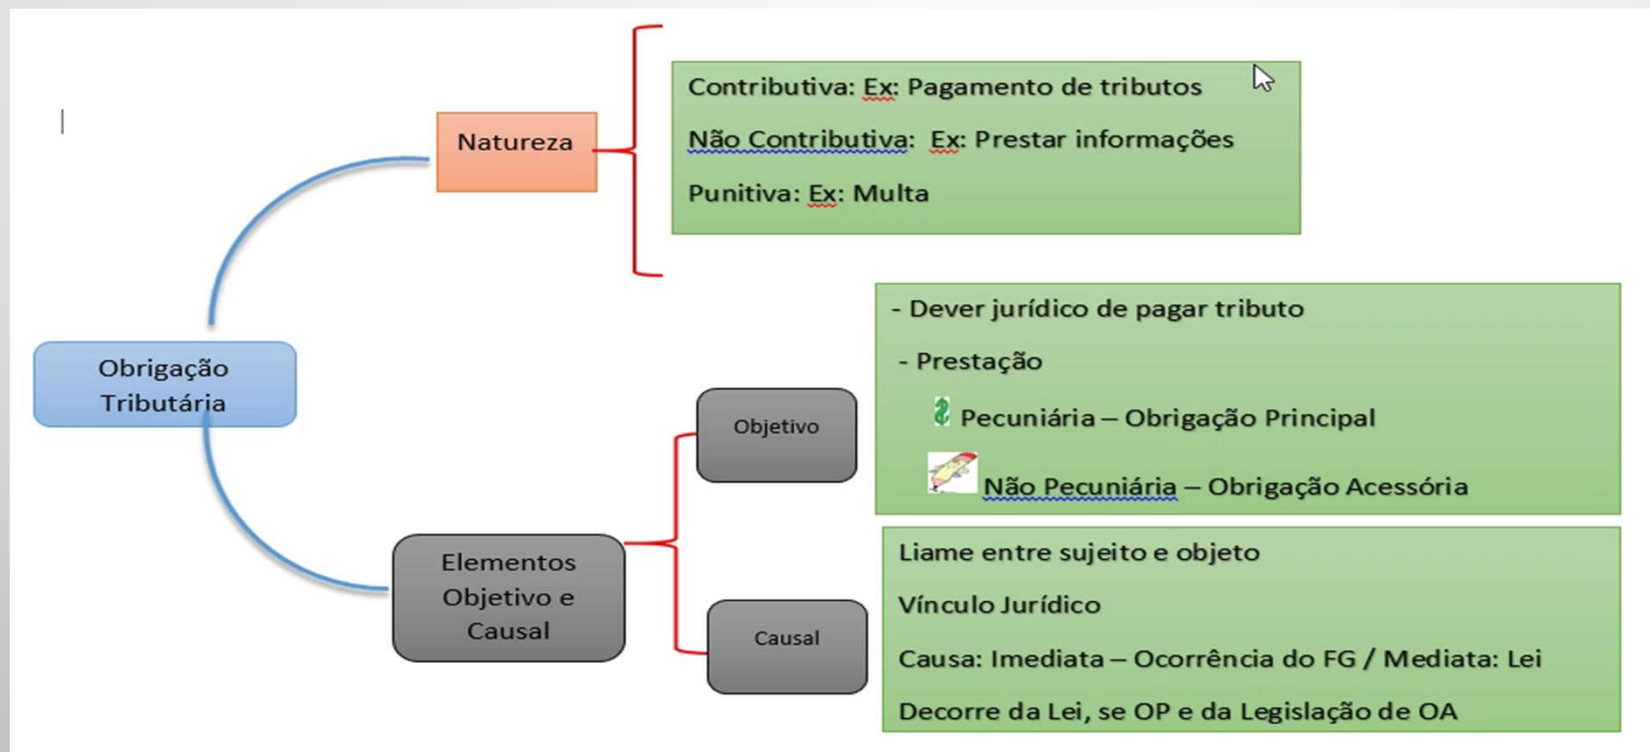 Natureza
Contributiva: Ex: Pagamento de tributos
Não Contributiva:  Ex: Prestar informações
Punitiva: Ex: Multa
Obrigação
Tributária
Elementos
Objetivo e
Causal
Objetivo
- Dever jurídico de pagar tributo
- Prestação
Pecuniária – Obrigação Principal
Não Pecuniária – Obrigação Acessória
Causal
Liame entre sujeito e objeto
Vínculo Jurídico
Causa: Imediata – Ocorrência do FG / Mediata: Lei
Decorre da Lei, se OP e da Legislação de OA